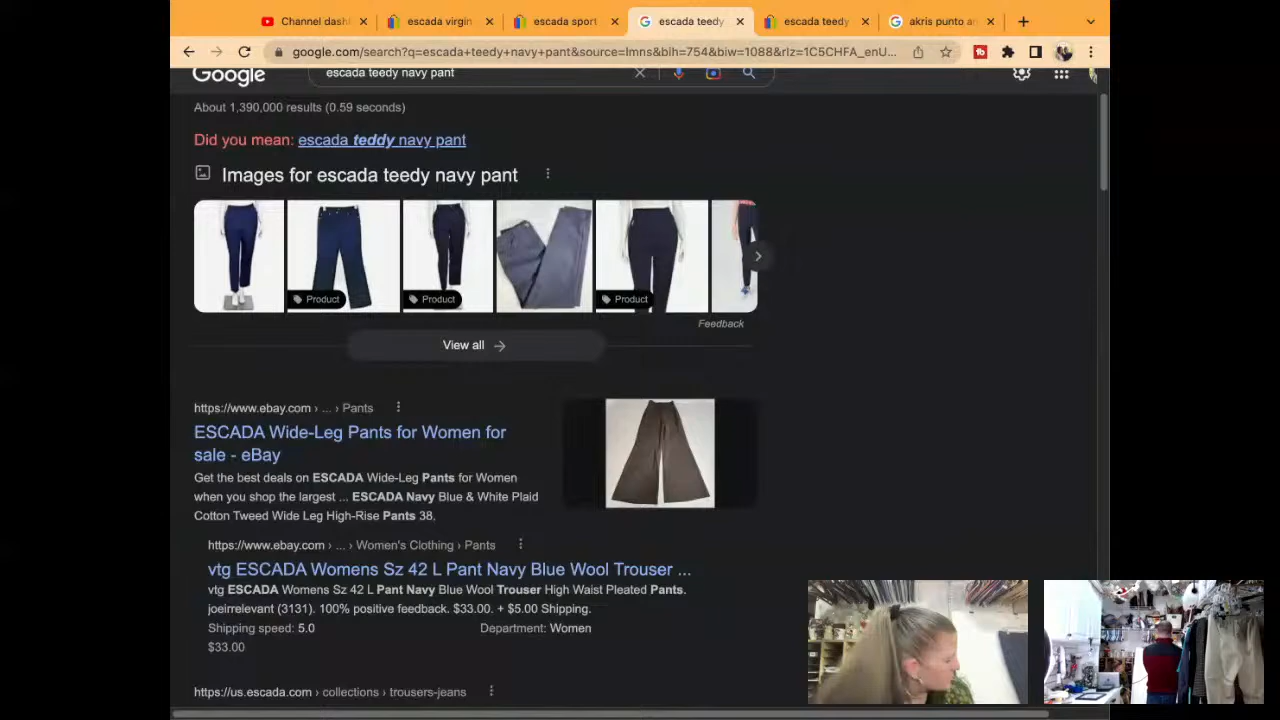 Channel dash
escada virgin
escada sport
escada teedy
escada teedy
akris punto a
google.com/search?q=escada+teedy+navy+pant&source=lmns&bih=754&biw=1088&rlz=1C5CHFA_enU...
Google
escada teedy navy pant
About 1,390,000 results (0.59 seconds)
Did you mean: escada teddy navy pant
Images for escada teedy navy pant
Product
Product
Product
Feedback
View all
https://www.ebay.com › ... › Pants
ESCADA Wide-Leg Pants for Women for
sale - eBay
Get the best deals on ESCADA Wide-Leg Pants for Women
when you shop the largest ... ESCADA Navy Blue & White Plaid
Cotton Tweed Wide Leg High-Rise Pants 38.
https://www.ebay.com › ... › Women's Clothing › Pants
vtg ESCADA Womens Sz 42 L Pant Navy Blue Wool Trouser ...
vtg ESCADA Womens Sz 42 L Pant Navy Blue Wool Trouser High Waist Pleated Pants.
joeirrelevant (3131). 100% positive feedback. $33.00. + $5.00 Shipping.
Shipping speed: 5.0
Department: Women
$33.00
https://us.escada.com › collections › trousers-jeans